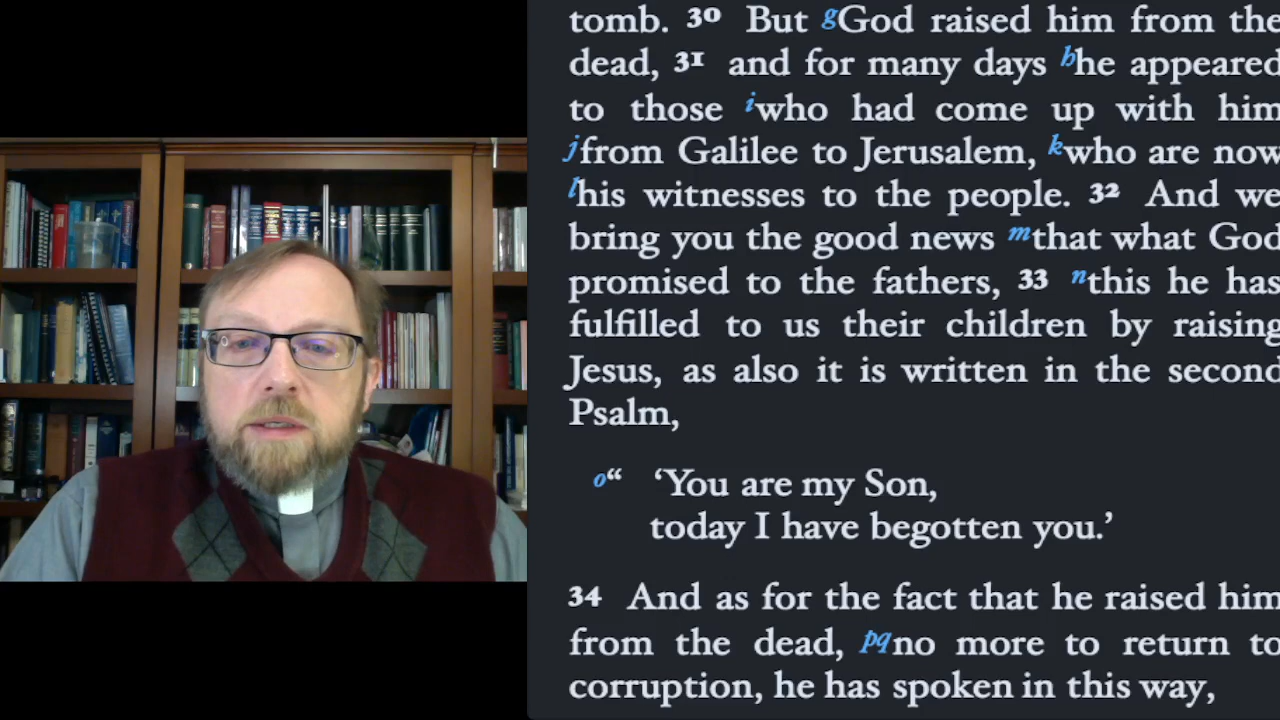 tomb. 30 But gGod raised him from the
dead, 31 and for many days hhe appeared
to those iwho had come up with him
jfrom Galilee to Jerusalem, kwho are now
lhis witnesses to the people. 32 And we
bring you the good news mthat what God
promised to the fathers, 33 nthis he has
fulfilled to us their children by raising
Jesus, as also it is written in the second
Psalm,
o“ ‘You are my Son,
today I have begotten you.’
34 And as for the fact that he raised him
from the dead, pqno more to return to
corruption, he has spoken in this way,